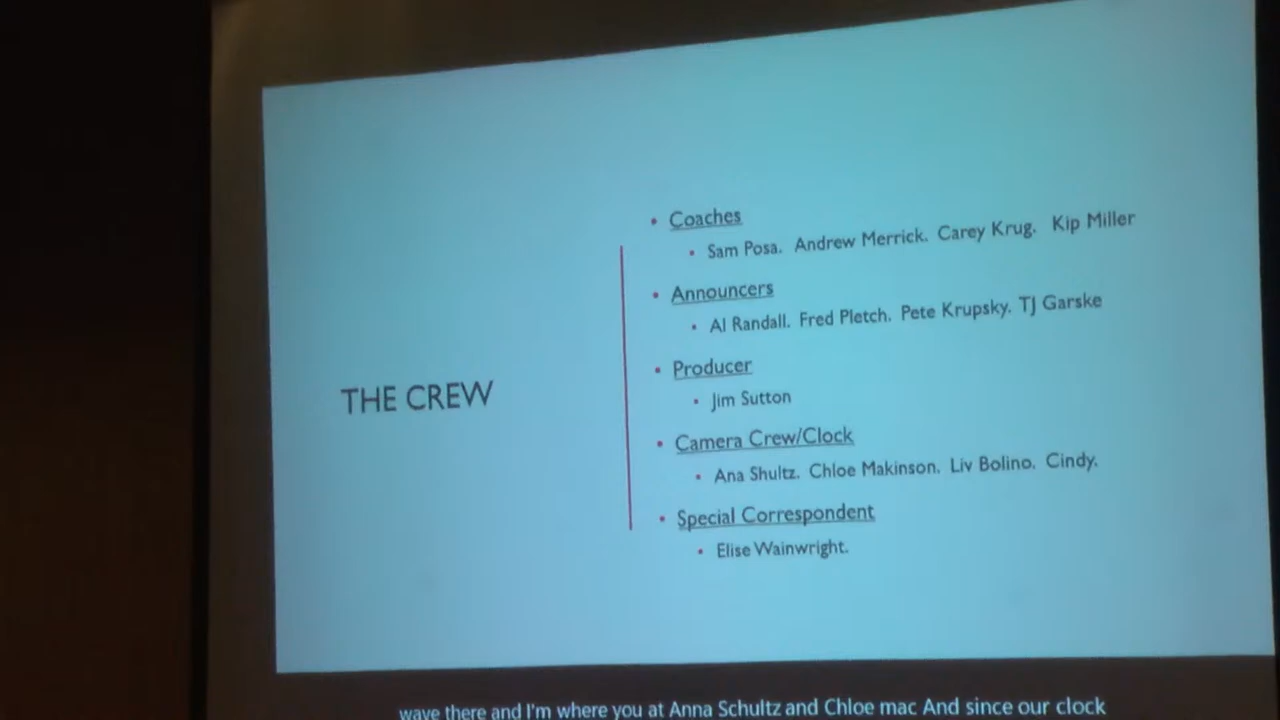 THE CREW
• Coaches
• Sam Posa. Andrew Merrick. Carey Krug. Kip Miller
• Announcers
• Al Randall. Fred Pletch. Pete Krupsky. TJ Garske
• Producer
• Jim Sutton
• Camera Crew/Clock
• Ana Shultz. Chloe Makinson. Liv Bolino. Cindy.
• Special Correspondent
• Elise Wainwright.
wave there and I'm where you at Anna Schultz and Chloe mac And since our clock